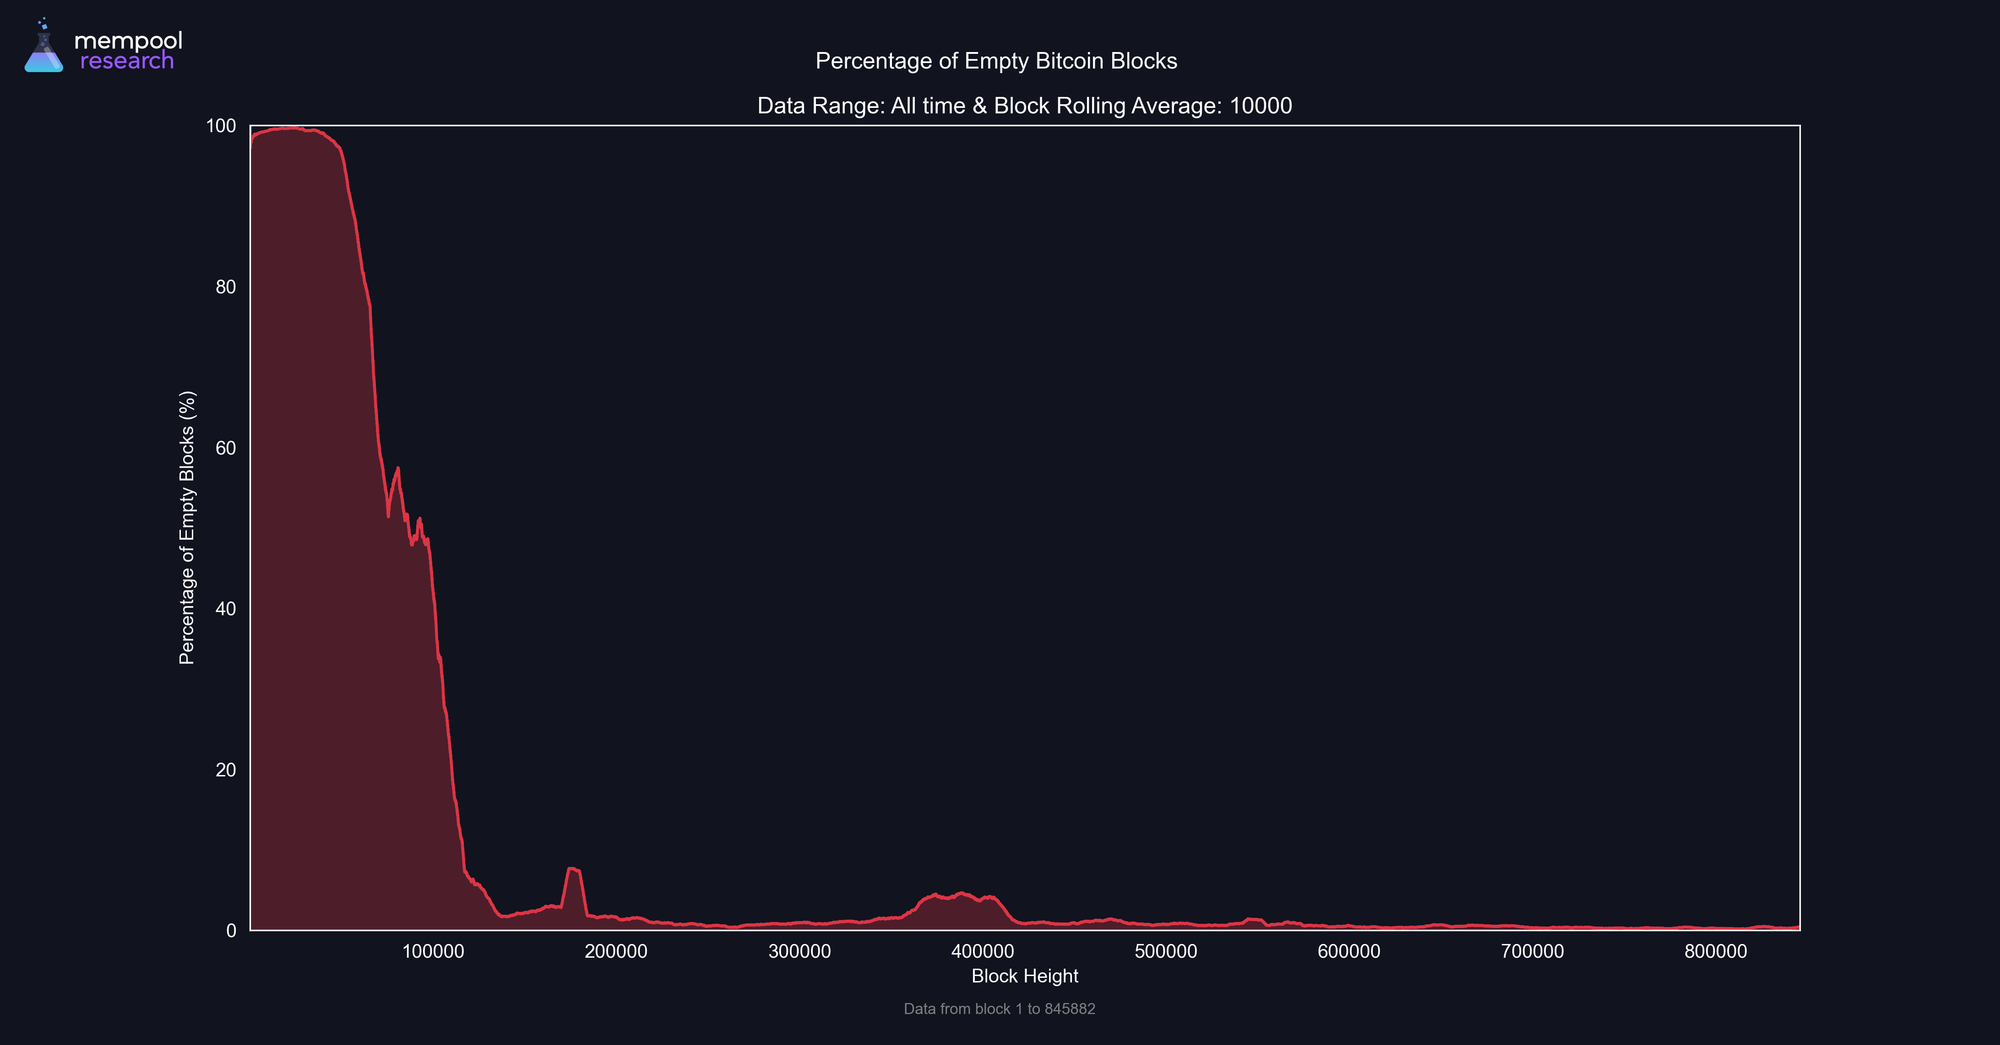 mempool
research
Percentage of Empty Bitcoin Blocks
Data Range: All time & Block Rolling Average: 10000
Percentage of Empty Blocks (%)
100
80
60
40
20
0
100000 200000 300000 400000 500000 600000 700000 800000
Block Height
Data from block 1 to 845882